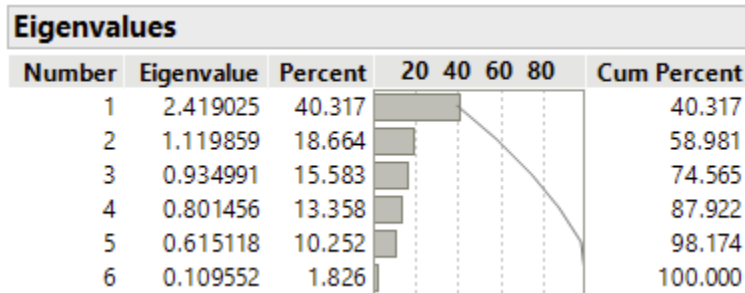 Eigenvalues
Number Eigenvalue Percent 20 40 60 80 Cum Percent
1 2.419025 40.317 40.317
2 1.119859 18.664 58.981
3 0.934991 15.583 74.565
4 0.801456 13.358 87.922
5 0.615118 10.252 98.174
6 0.109552 1.826 100.000